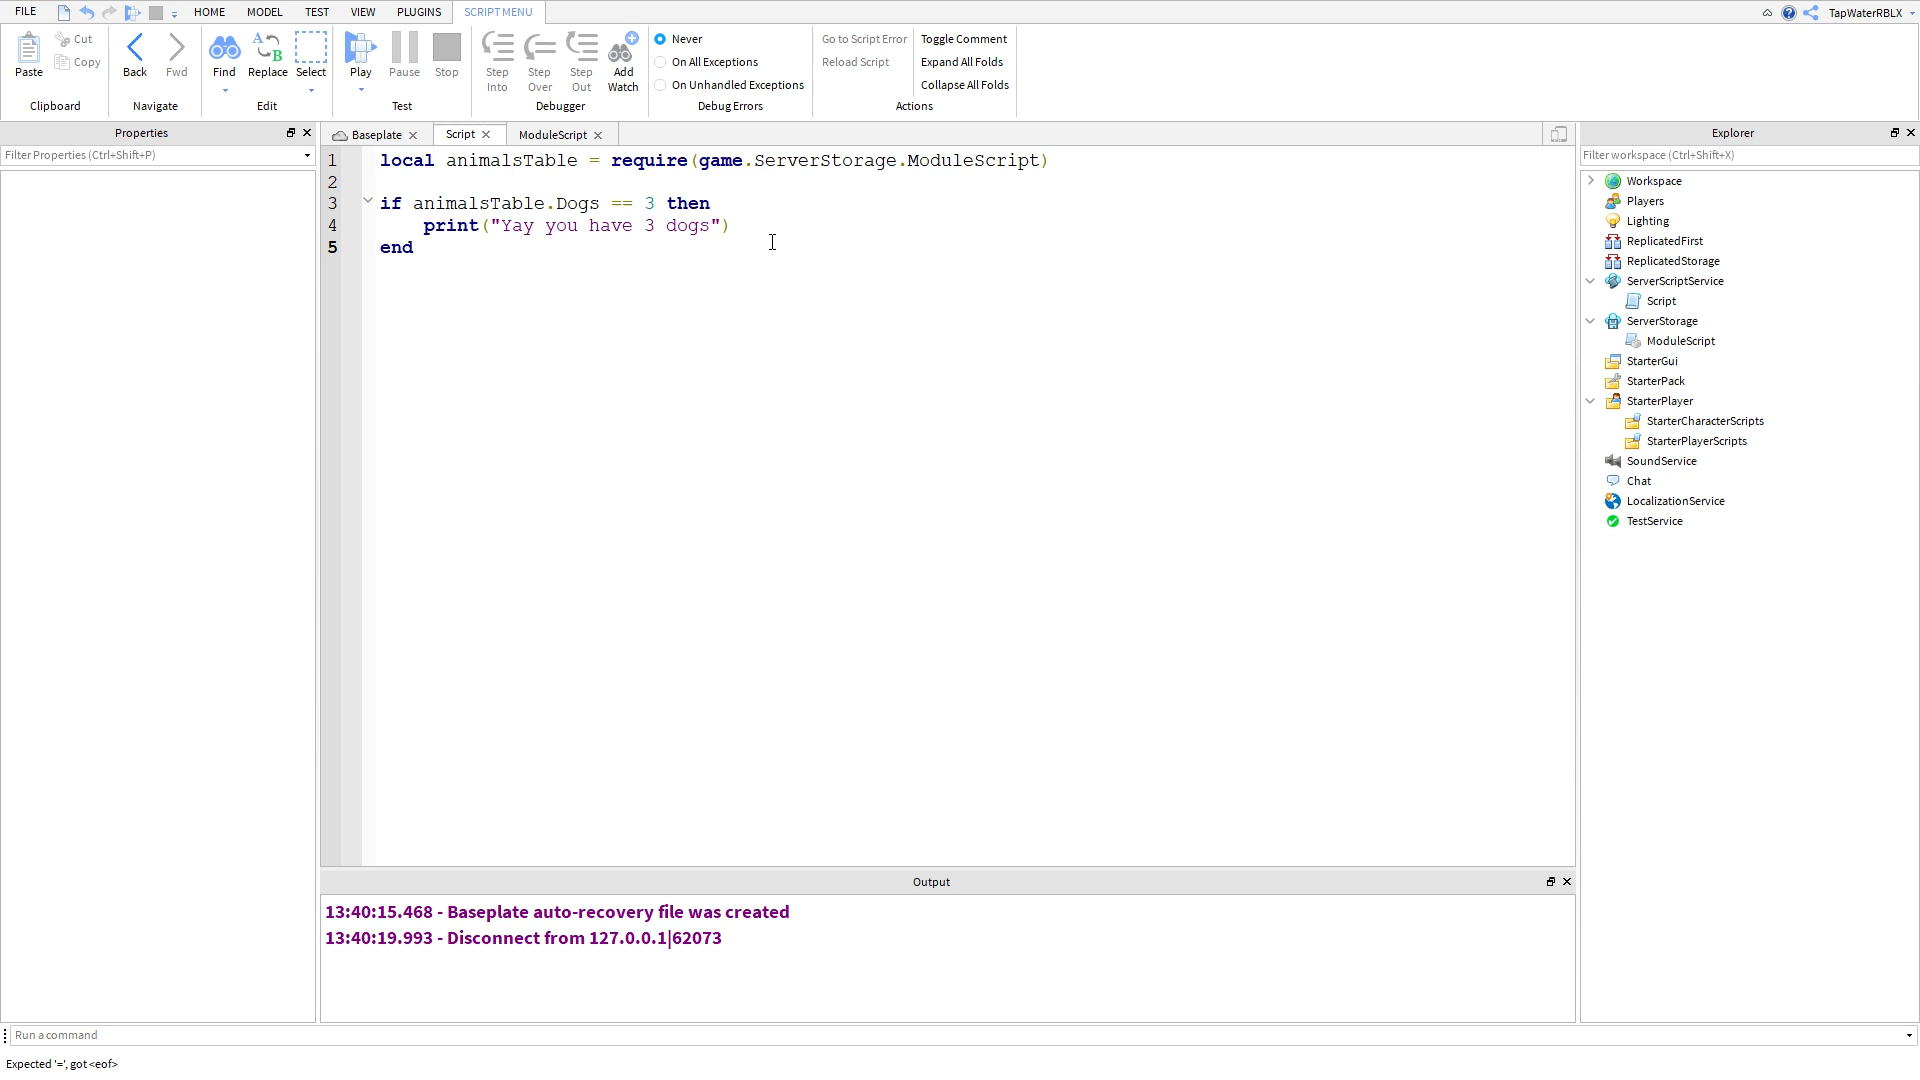 FILE HOME MODEL TEST VIEW PLUGINS SCRIPT MENU TapWaterRBLX
Paste
Cut
Copy
Clipboard
Back
Fwd
Navigate
Find
Replace
Select
Edit
Play
Pause
Stop
Test
Step Into
Step Over
Step Out
Add Watch
Debugger
Never
On All Exceptions
On Unhandled Exceptions
Debug Errors
Go to Script Error
Reload Script
Toggle Comment
Expand All Folds
Collapse All Folds
Actions
Properties
Filter Properties (Ctrl+Shift+P)
Baseplate
Script
ModuleScript
1 local animalsTable = require(game.ServerStorage.ModuleScript)
2
3 if animalsTable.Dogs == 3 then
4 print("Yay you have 3 dogs")
5 end
Output
13:40:15.468 - Baseplate auto-recovery file was created
13:40:19.993 - Disconnect from 127.0.0.1|62073
Explorer
Filter workspace (Ctrl+Shift+X)
Workspace
Players
Lighting
ReplicatedFirst
ReplicatedStorage
ServerScriptService
Script
ServerStorage
ModuleScript
StarterGui
StarterPack
StarterPlayer
StarterCharacterScripts
StarterPlayerScripts
SoundService
Chat
LocalizationService
TestService
Run a command
Expected '=', got <eof>